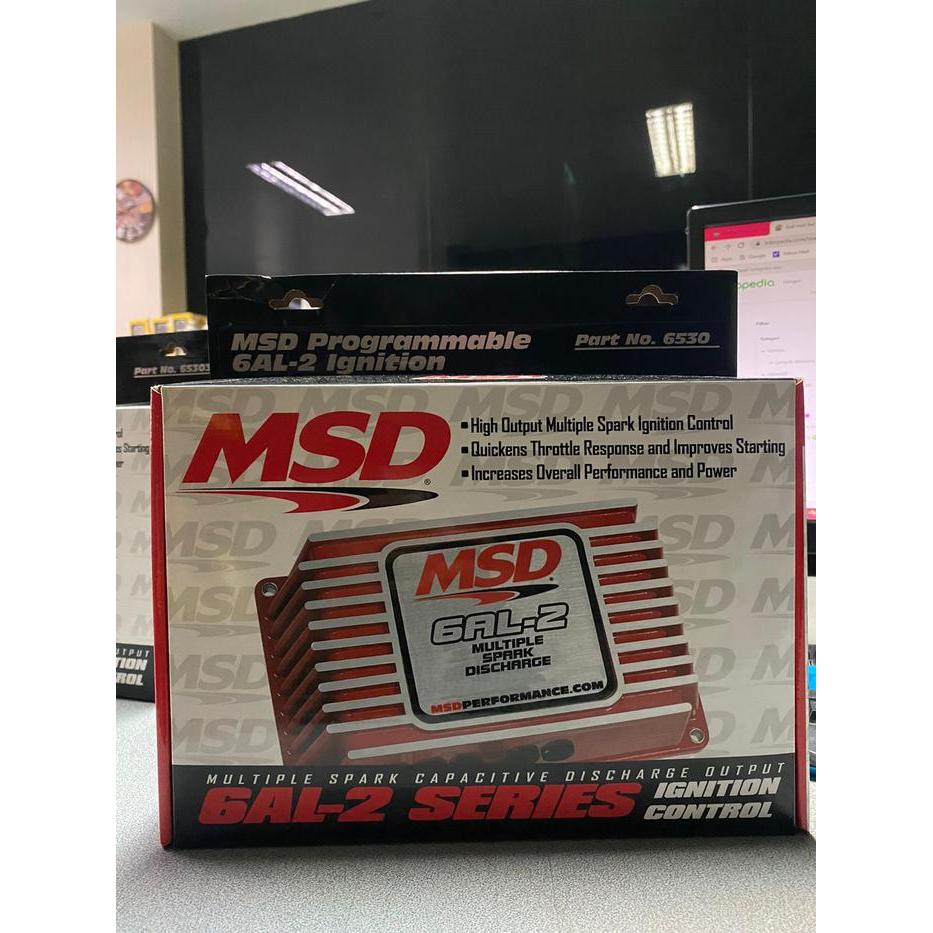 MSD Programmable
6AL-2 Ignition
Part No. 6530
Part No. 6530
MSD
High Output Multiple Spark Ignition Control
Quickens Throttle Response and Improves Starting
Increases Overall Performance and Power
MSD
6AL-2
MULTIPLE
SPARK
DISCHARGE
MSDPERFORMANCE.COM
MULTIPLE SPARK CAPACITIVE DISCHARGE OUTPUT
6AL-2 SERIES
IGNITION
CONTROL